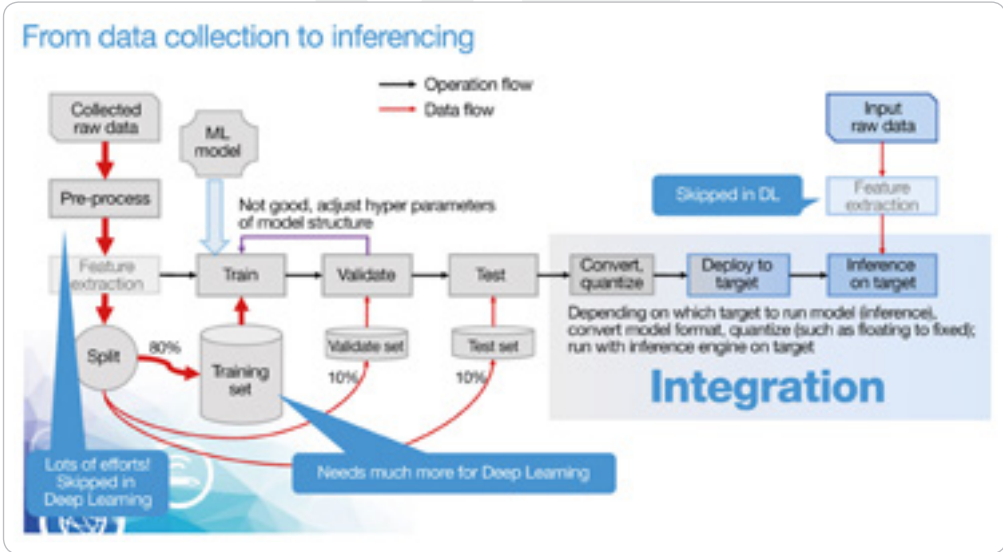 From data collection to inferencing
Operation flow
Data flow
Collected
raw data
ML
model
Input
raw data
Pre-process
Not good, adjust hyper parameters
of model structure
Skipped in DL
Feature
extraction
Feature
extraction
Train
Validate
Test
Convert,
quantize
Deploy to
target
Inference
on target
Depending on which target to run model (inference),
convert model format, quantize (such as floating to fixed);
run with inference engine on target
Integration
Split
80%
Training
set
10%
Validate set
10%
Test set
Lots of efforts!
Skipped in
Deep Learning
Needs much more for Deep Learning